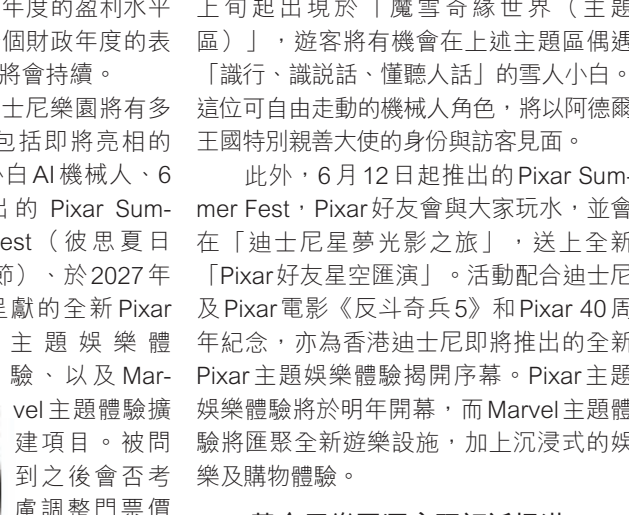 年度的盈利水平
個財政年度的表
將會持續。
士尼樂園將有多
包括即將亮相的
小白AI機械人、6
出的 Pixar Sum-
est(彼思夏日
節)、於2027年
呈獻的全新Pixar
主題娛樂體
驗、以及Mar-
vel主題體驗擴
建項目。被問
到之後會否考
慮調整門票價
上旬起出現於「魔雪奇緣世界(主題
區)」,遊客將有機會在上述主題區偶遇
「識行、識説話、懂聽人話」的雪人小白。
這位可自由走動的機械人角色,將以阿德爾
王國特別親善大使的身份與訪客見面。
此外,6月12日起推出的Pixar Sum-
mer Fest,Pixar好友會與大家玩水,並會
在「迪士尼星夢光影之旅」,送上全新
「Pixar好友星空匯演」。活動配合迪士尼
及Pixar電影《反斗奇兵5》和Pixar 40周
年紀念,亦為香港迪士尼即將推出的全新
Pixar主題娛樂體驗揭開序幕。Pixar主題
娛樂體驗將於明年開幕,而Marvel主題體
驗將匯聚全新遊樂設施,加上沉浸式的娛
樂及購物體驗。